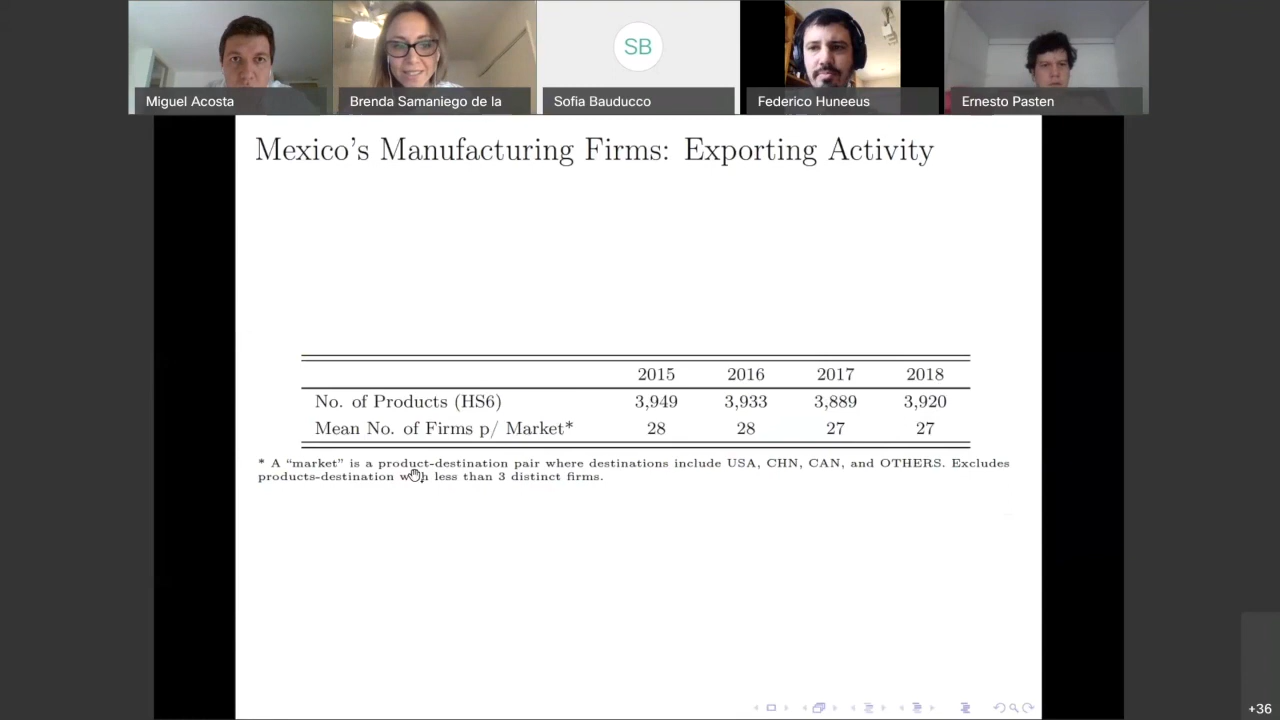 SB
Miguel Acosta
Brenda Samaniego de la
Sofia Bauducco
Federico Huneeus
Ernesto Pasten
Mexico's Manufacturing Firms: Exporting Activity
2015 2016 2017 2018
No. of Products (HS6) 3,949 3,933 3,889 3,920
Mean No. of Firms p/ Market* 28 28 27 27
* A "market" is a product-destination pair where destinations include USA, CHN, CAN, and OTHERS. Excludes
products-destination with less than 3 distinct firms.
+36